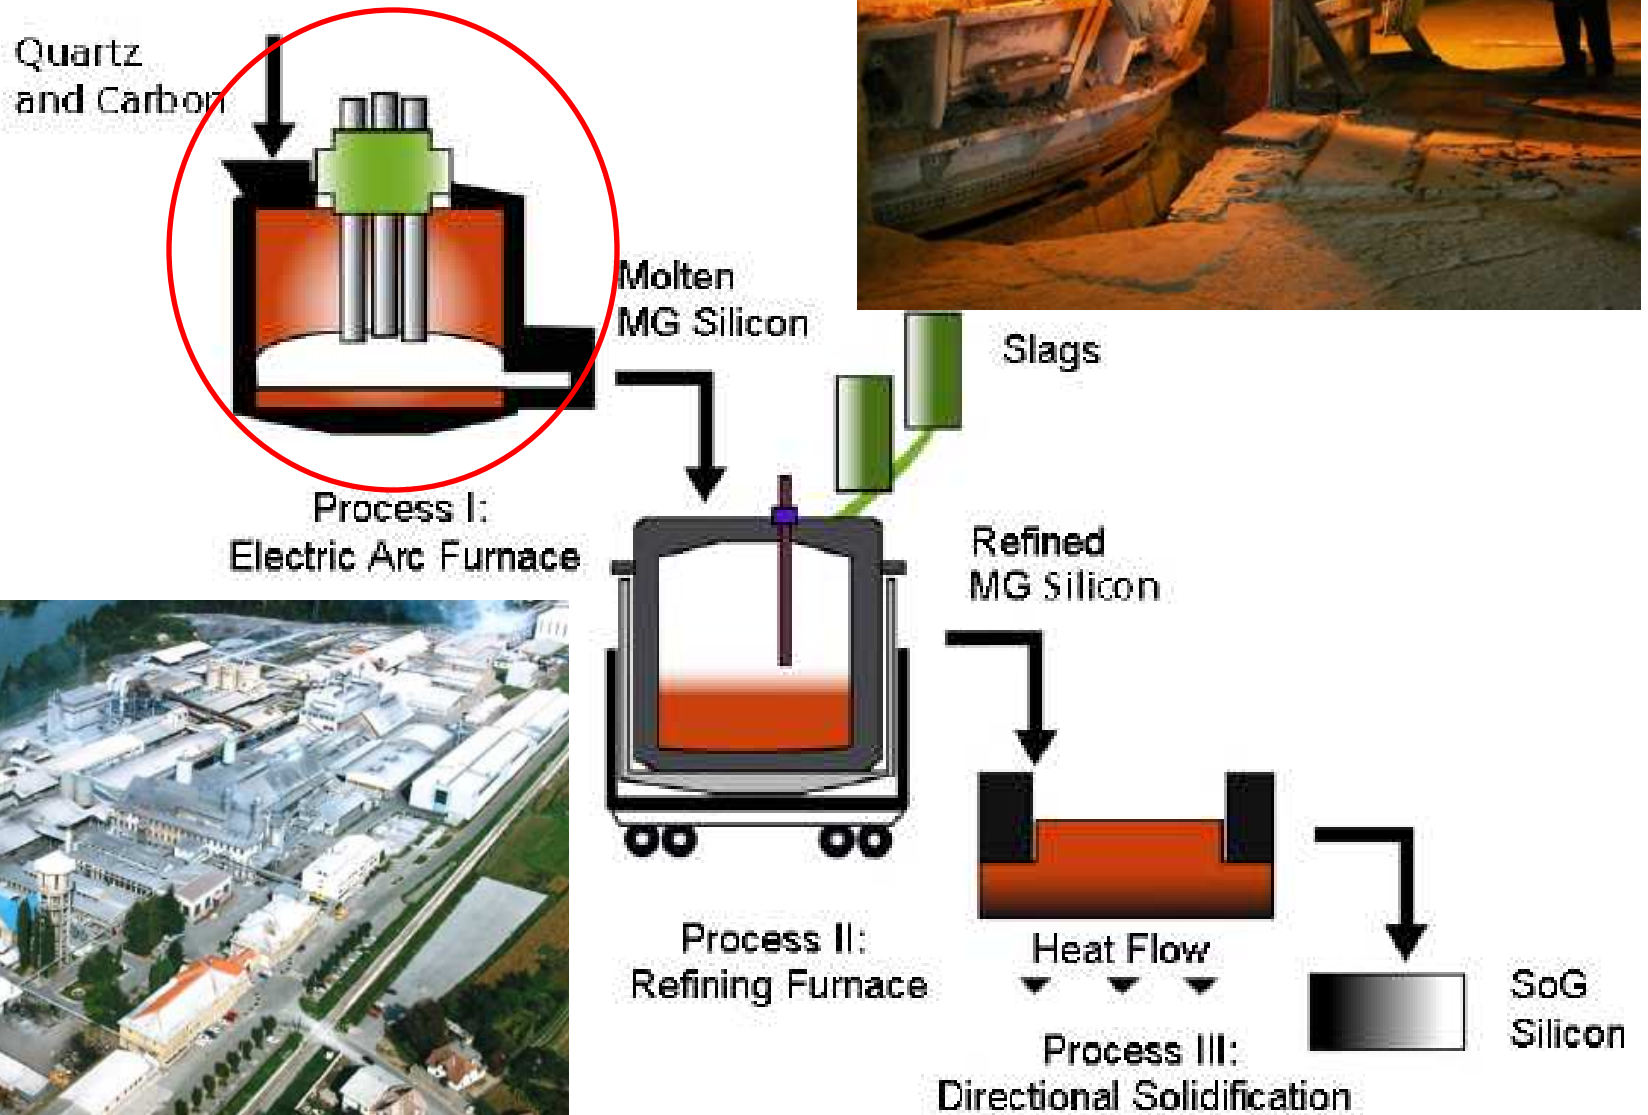 Quartz
and Carbon
Molten
MG Silicon
Slags
Process I:
Electric Arc Furnace
Refined
MG Silicon
Process II:
Refining Furnace
Heat Flow
SoG
Silicon
Process III:
Directional Solidification